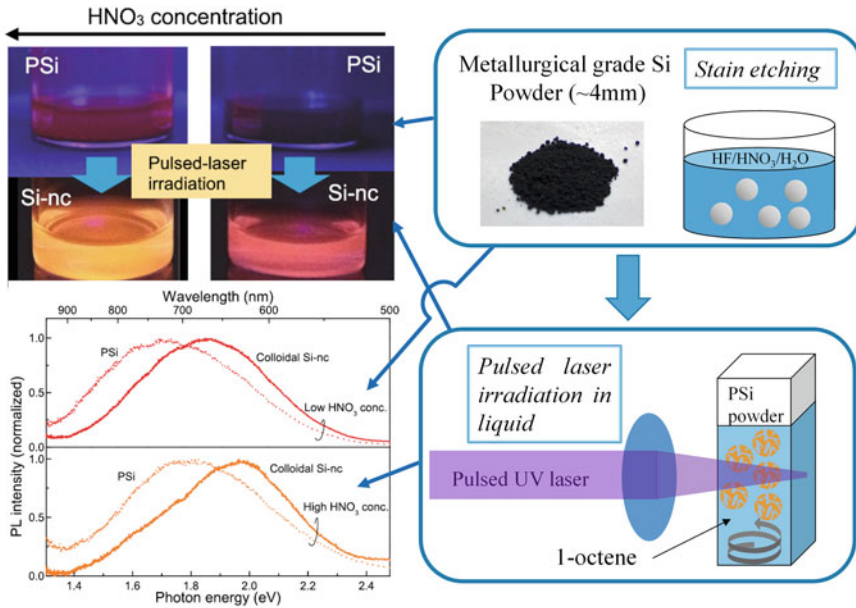 HNO₃ concentration
PSi
PSi
Pulsed-laser
irradiation
Si-nc
Si-nc
Metallurgical grade Si
Powder (~4mm)
Stain etching
HF/HNO₃/H₂O
Wavelength (nm)
900 800 700 600 500
PL intensity (normalized)
1.0
0.5
0.0
PSi
Colloidal Si-nc
Low HNO₃ conc.
1.0
0.5
0.0
PSi
Colloidal Si-nc
High HNO₃ conc.
1.4 1.6 1.8 2.0 2.2 2.4
Photon energy (eV)
Pulsed laser
irradiation in
liquid
Pulsed UV laser
PSi
powder
1-octene